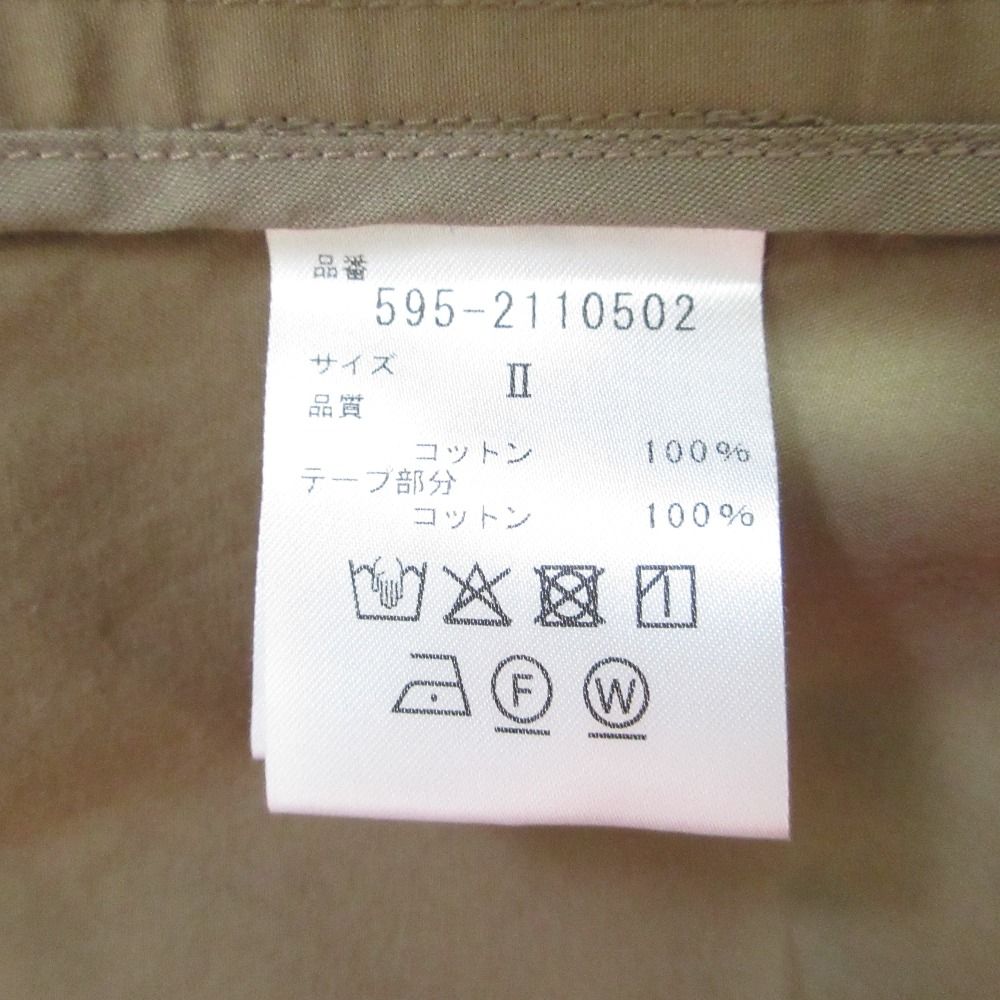 品番
595-2110502
サイズ Ⅱ
品質
コットン 100%
テープ部分
コットン 100%
F W